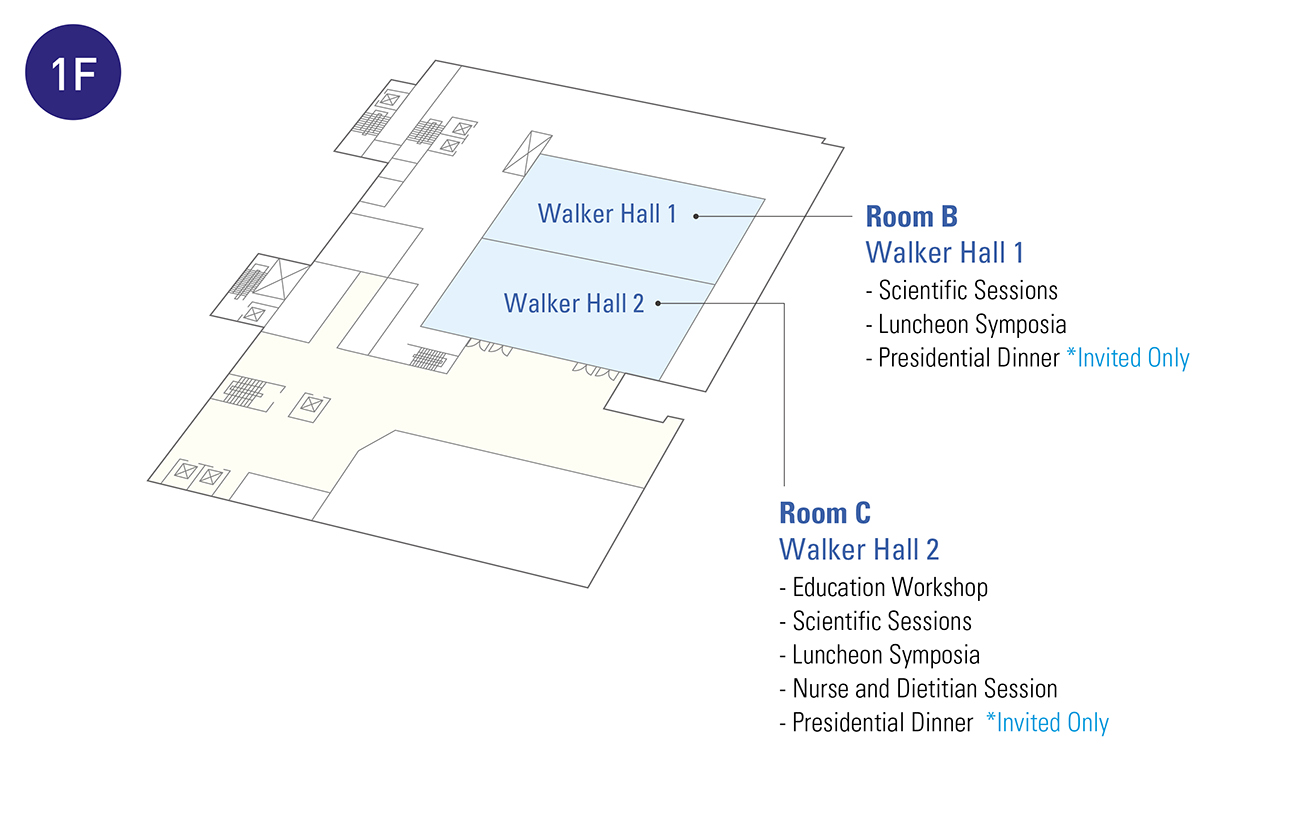 1F
Walker Hall 1
Walker Hall 2
Room B
Walker Hall 1
- Scientific Sessions
- Luncheon Symposia
- Presidential Dinner *Invited Only
Room C
Walker Hall 2
- Education Workshop
- Scientific Sessions
- Luncheon Symposia
- Nurse and Dietitian Session
- Presidential Dinner *Invited Only